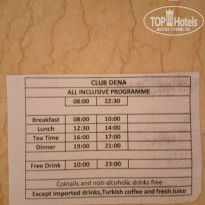 TOP HOTELS
CLUB DENA
ALL INCLUSIVE PROGRAMME
08:00 22:30
Breakfast 08:00 10:00
Lunch 12:30 14:00
Tea Time 16:00 17:00
Dinner 19:00 21:00
Free Drink 10:00 23:00
Coktails and non-alcoholic drinks free
Except imported drinks,Turkish coffee and fresh Juice